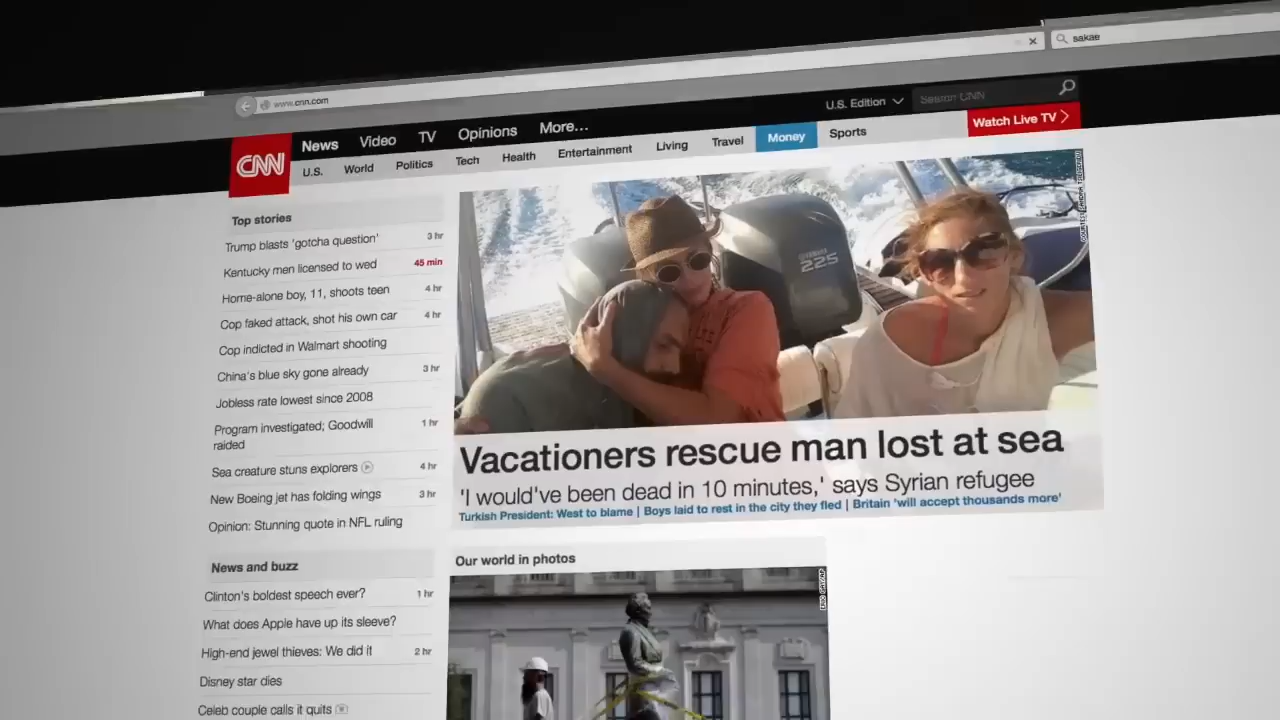 sakae
www.cnn.com
U.S. Edition
Search CNN
CNN
News Video TV Opinions More...
Watch Live TV
U.S. World Politics Tech Health Entertainment Living Travel Money Sports
Top stories
Trump blasts 'gotcha question' 3 hr
Kentucky men licensed to wed 45 min
Home-alone boy, 11, shoots teen 4 hr
Cop faked attack, shot his own car 4 hr
Cop indicted in Walmart shooting
China's blue sky gone already 3 hr
Jobless rate lowest since 2008
Program investigated; Goodwill 1 hr
raided
Sea creature stuns explorers 4 hr
New Boeing jet has folding wings 3 hr
Opinion: Stunning quote in NFL ruling
YAMAHA
225
Vacationers rescue man lost at sea
'I would've been dead in 10 minutes,' says Syrian refugee
Turkish President: West to blame | Boys laid to rest in the city they fled | Britain 'will accept thousands more'
News and buzz
Clinton's boldest speech ever? 1 hr
What does Apple have up its sleeve?
High-end jewel thieves: We did it 2 hr
Disney star dies
Celeb couple calls it quits
Our world in photos
ERIC GAY/AP